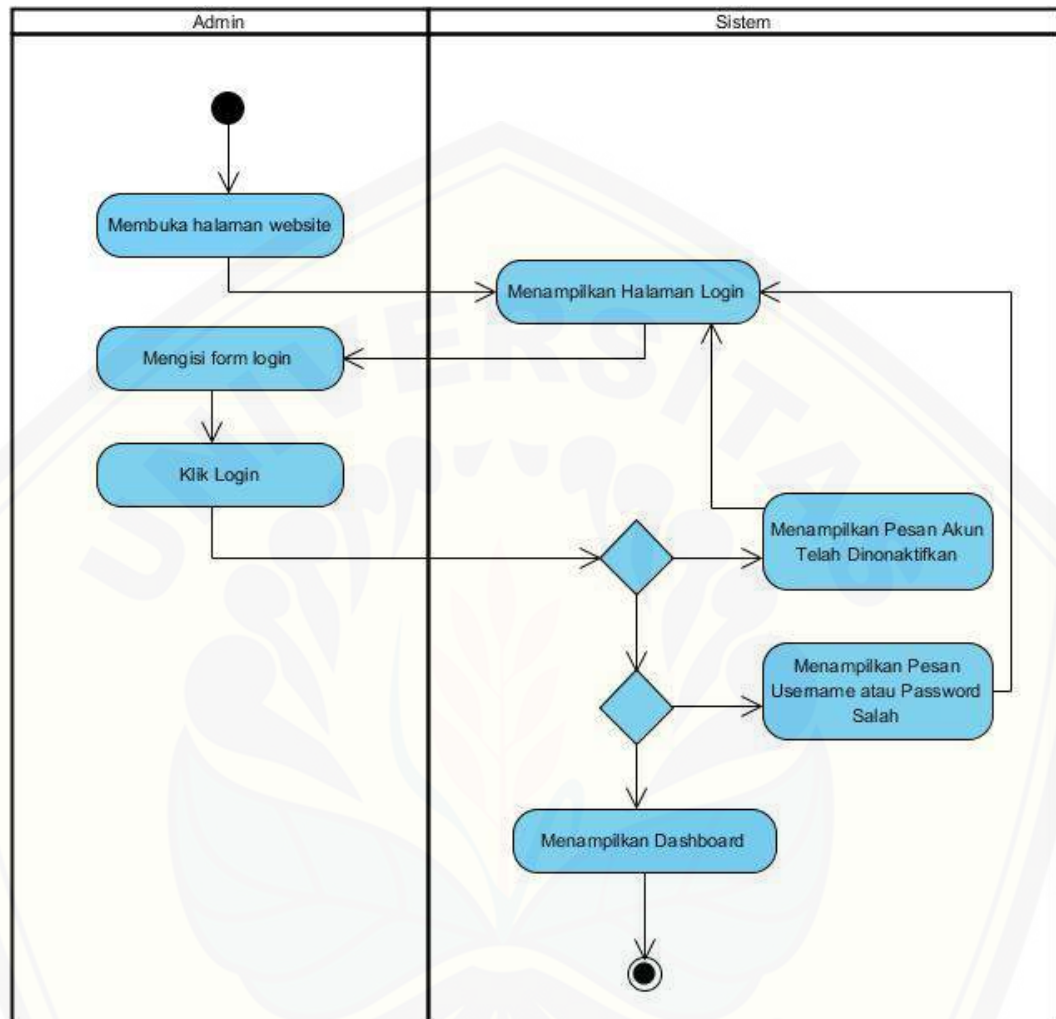 Admin
Sistem
Membuka halaman website
Menampilkan Halaman Login
Mengisi form login
Klik Login
Menampilkan Pesan Akun
Telah Dinonaktifkan
Menampilkan Pesan
Username atau Password
Salah
Menampilkan Dashboard
UNIVERSITAS